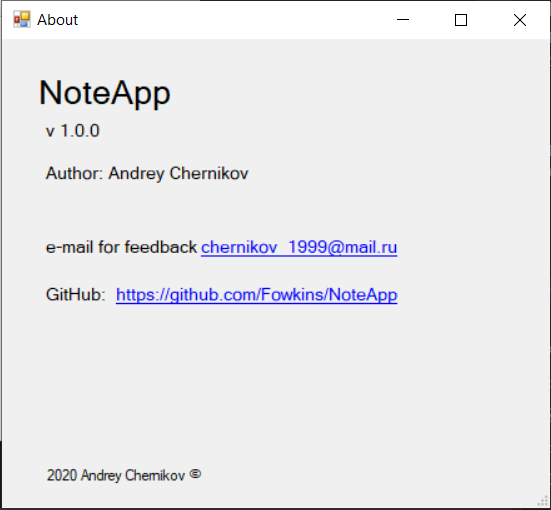 About
NoteApp
v 1.0.0
Author: Andrey Chernikov
e-mail for feedback chernikov_1999@mail.ru
GitHub: https://github.com/Fowkins/NoteApp
2020 Andrey Chernikov ©